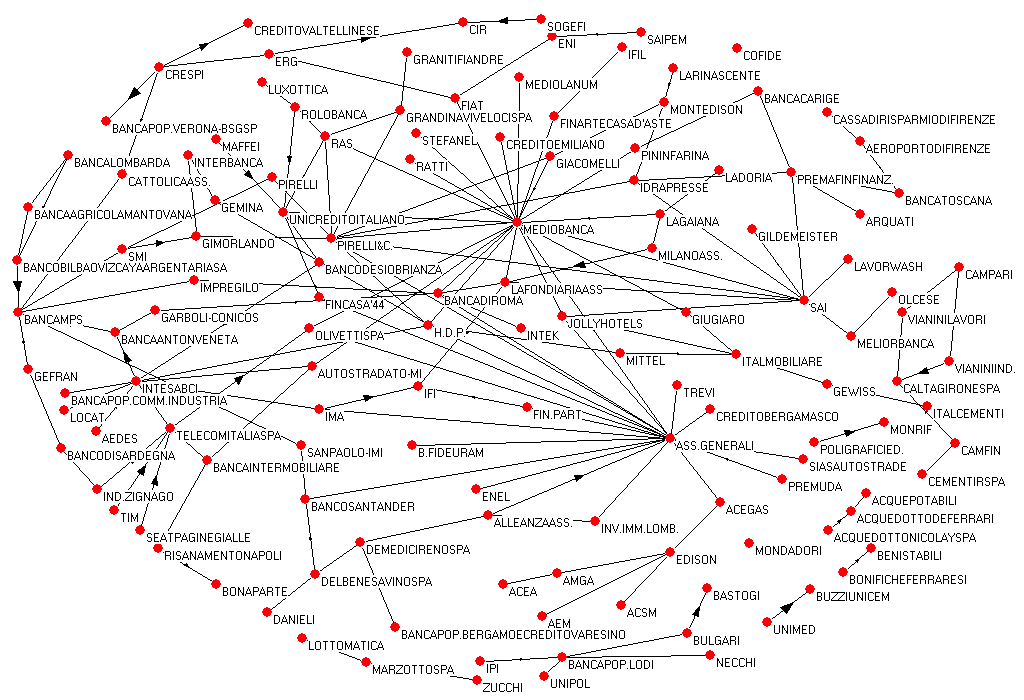 CREDITOVALTELLINESE
CIR
SOGEFI
ENI
SAIPEM
COFIDE
ERG
GRANITIFIANDRE
IFIL
CRESPI
MEDIOLANUM
LARINASCENTE
LUXOTTICA
FIAT
MONTEDISON
BANCACARIGE
ROLOBANCA
GRANDINAVIVELOCISPA
FINARTECASAD'ASTE
CASSADIRISPARMIODIFIRENZE
BANCAPOP.VERONA-BSGSP
STEFANEL
MAFFEI
RAS
CREDITOEMILIANO
AEROPORTODIFIRENZE
BANCALOMBARDA
INTERBANCA
RATTI
GIACOMELLI
PININFARINA
CATTOLICAASS.
PIRELLI
IDRAPRESSE
LADORIA
PREMAFINFINANZ.
BANCATOSCANA
BANCAAGRICOLAMANTOVANA
GEMINA
UNICREDITOITALIANO
LAGAIANA
ARQUATI
MEDIOBANCA
GILDEMEISTER
GIMORLANDO
PIRELLI&C.
SMI
MILANOASS.
BANCOBILBAOVIZCAYAARGENTARIASA
BANCODESIOBRIANZA
LAVORWASH
CAMPARI
IMPREGILO
LAFONDIARIAASS
BANCADIROMA
FINCASA'44
SAI
OLCESE
BANCAMPS
GARBOLI-CONICOS
JOLLYHOTELS
GIUGIARO
VIANINILAVORI
BANCAANTONVENETA
OLIVETTISPA
H.D.P.
INTEK
MELIORBANCA
MITTEL
ITALMOBILIARE
VIANINIIND.
GEFRAN
AUTOSTRADATO-MI
INTESABCI
IFI
GEWISS
CALTAGIRONESPA
BANCAPOP.COMM.INDUSTRIA
TREVI
LOCAT
IMA
FIN.PART.
CREDITOBERGAMASCO
ITALCEMENTI
AEDES
TELECOMITALIASPA
MONRIF
ASS.GENERALI
POLIGRAFICIED.
CAMFIN
BANCODISARDEGNA
SANPAOLO-IMI
B.FIDEURAM
SIASAUTOSTRADE
BANCAINTERMOBILIARE
CEMENTIRSPA
PREMUDA
IND.ZIGNAGO
ENEL
ACQUEPOTABILI
BANCOSANTANDER
ACEGAS
TIM
ALLEANZAASS.
INV.IMM.LOMB.
ACQUEDOTTODEFERRARI
SEATPAGINEGIALLE
ACQUEDOTTONICOLAYSPA
DEMEDICIRENOSPA
MONDADORI
RISANAMENTONAPOLI
EDISON
BENISTABILI
DELBENESAVINOSPA
AMGA
BONIFICHEFERRARESI
BONAPARTE
ACEA
BASTOGI
BUZZIUNICEM
ACSM
DANIELI
AEM
UNIMED
BANCAPOP.BERGAMOECREDITOVARESINO
BULGARI
LOTTOMATICA
MARZOTTOSPA
IPI
BANCAPOP.LODI
NECCHI
ZUCCHI
UNIPOL